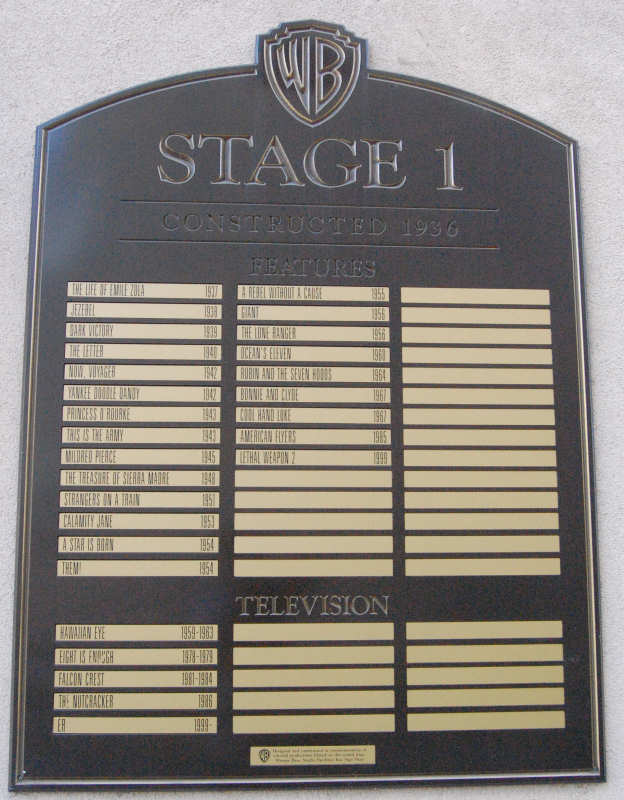 WB
STAGE 1
CONSTRUCTED 1936
FEATURES
THE LIFE OF EMILE ZOLA 1937
JEZEBEL 1938
DARK VICTORY 1939
THE LETTER 1940
NOW, VOYAGER 1942
YANKEE DOODLE DANDY 1942
PRINCESS O'ROURKE 1943
THIS IS THE ARMY 1943
MILDRED PIERCE 1945
THE TREASURE OF SIERRA MADRE 1948
STRANGERS ON A TRAIN 1951
CALAMITY JANE 1953
A STAR IS BORN 1954
THEM! 1954
A REBEL WITHOUT A CAUSE 1955
GIANT 1956
THE LONE RANGER 1956
OCEAN'S ELEVEN 1960
ROBIN AND THE SEVEN HOODS 1964
BONNIE AND CLYDE 1967
COOL HAND LUKE 1967
AMERICAN FLYERS 1985
LETHAL WEAPON 2 1999
TELEVISION
HAWAIIAN EYE 1959-1963
EIGHT IS ENOUGH 1978-1979
FALCON CREST 1981-1984
THE NUTCRACKER 1986
ER 1999-
WB